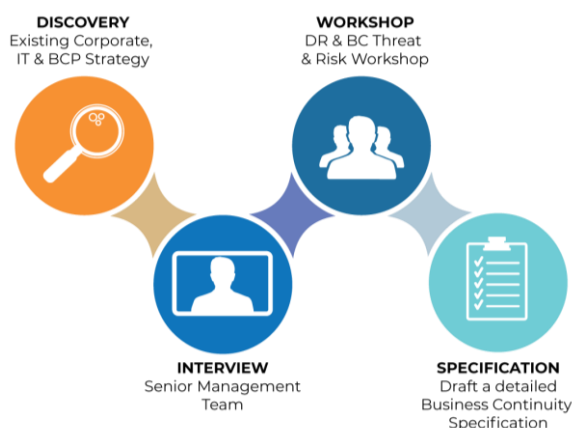 DISCOVERY
Existing Corporate,
IT & BCP Strategy
INTERVIEW
Senior Management
Team
WORKSHOP
DR & BC Threat
& Risk Workshop
SPECIFICATION
Draft a detailed
Business Continuity
Specification